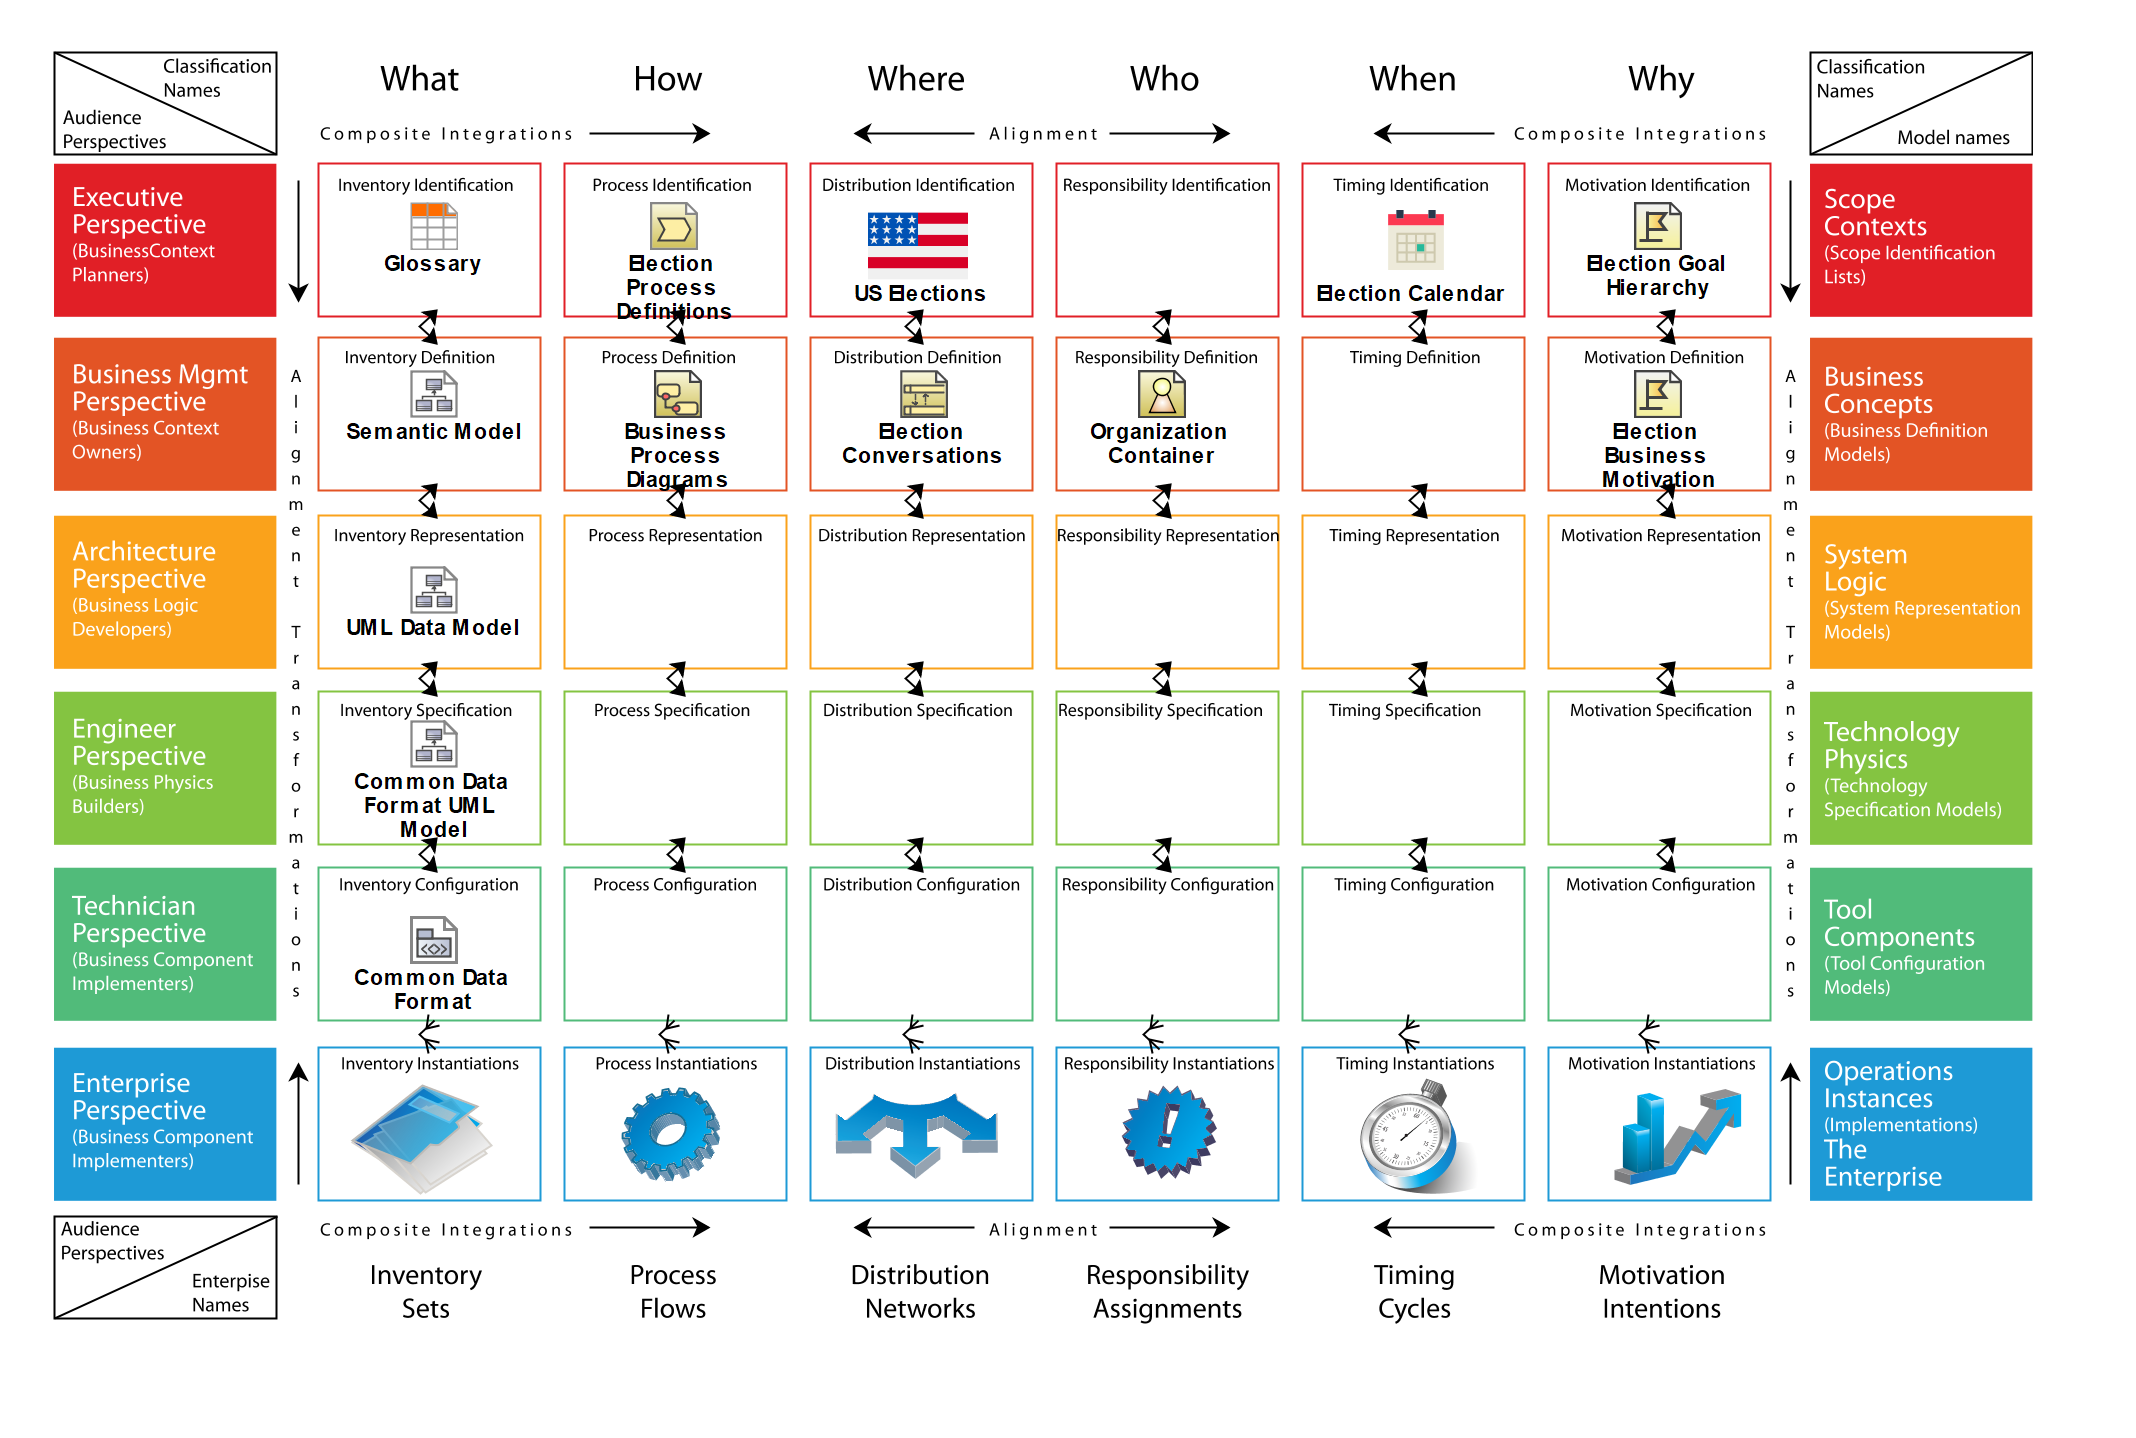 Classification
Names
Audience
Perspectives
What
How
Where
Who
When
Why
Classification
Names
Model names
Composite Integrations
Alignment
Composite Integrations
Executive
Perspective
(BusinessContext
Planners)
Inventory Identification
Glossary
Process Identification
Election
Process
Definitions
Distribution Identification
US Elections
Responsibility Identification
Timing Identification
Election Calendar
Motivation Identification
Election Goal
Hierarchy
Scope
Contexts
(Scope Identification
Lists)
Alignment Transformations
Business Mgmt
Perspective
(Business Context
Owners)
Inventory Definition
Semantic Model
Process Definition
Business
Process
Diagrams
Distribution Definition
Election
Conversations
Responsibility Definition
Organization
Container
Timing Definition
Motivation Definition
Election
Business
Motivation
Alignment Transformations
Business
Concepts
(Business Definition
Models)
Architecture
Perspective
(Business Logic
Developers)
Inventory Representation
UML Data Model
Process Representation
Distribution Representation
Responsibility Representation
Timing Representation
Motivation Representation
System
Logic
(System Representation
Models)
Engineer
Perspective
(Business Physics
Builders)
Inventory Specification
Common Data
Format UML
Model
Process Specification
Distribution Specification
Responsibility Specification
Timing Specification
Motivation Specification
Technology
Physics
(Technology
Specification Models)
Technician
Perspective
(Business Component
Implementers)
Inventory Configuration
Common Data
Format
Process Configuration
Distribution Configuration
Responsibility Configuration
Timing Configuration
Motivation Configuration
Tool
Components
(Tool Configuration
Models)
Enterprise
Perspective
(Business Component
Implementers)
Inventory Instantiations
Process Instantiations
Distribution Instantiations
Responsibility Instantiations
Timing Instantiations
Motivation Instantiations
Operations
Instances
(Implementations)
The
Enterprise
Audience
Perspectives
Enterpise
Names
Composite Integrations
Alignment
Composite Integrations
Inventory
Sets
Process
Flows
Distribution
Networks
Responsibility
Assignments
Timing
Cycles
Motivation
Intentions